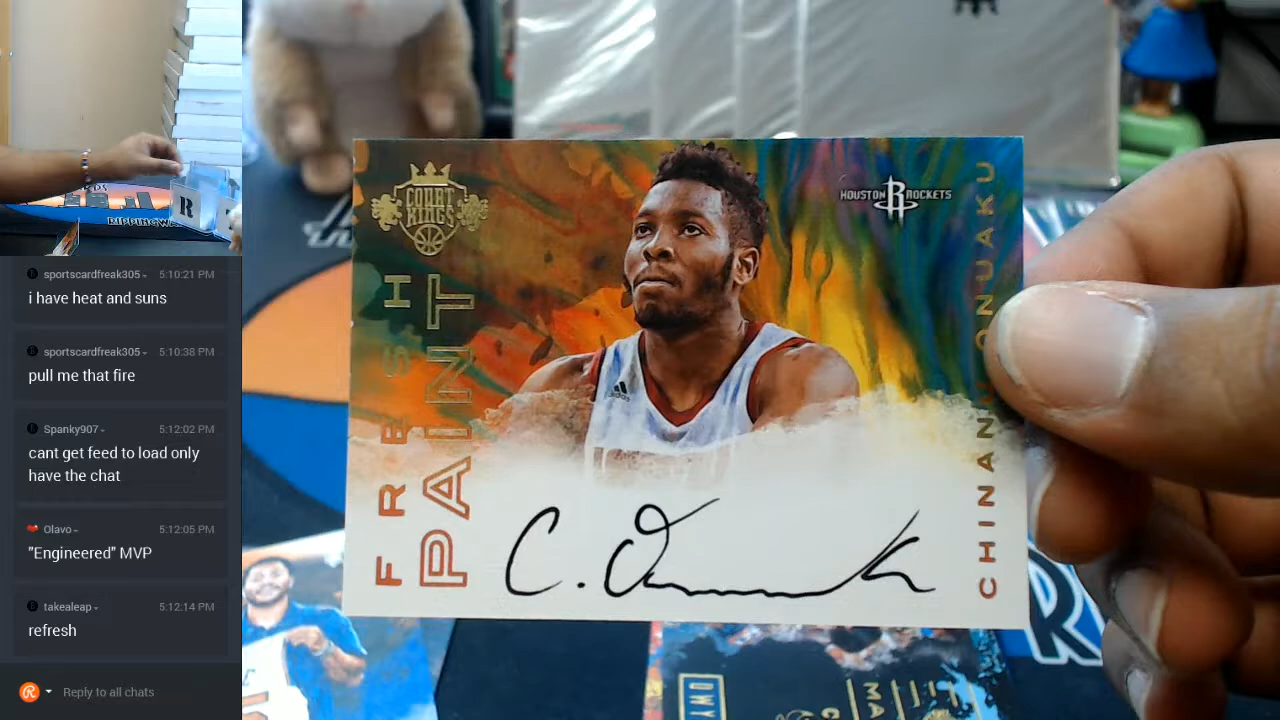 sportscardfreak305 5:10:21 PM
i have heat and suns
sportscardfreak305 5:10:38 PM
pull me that fire
Spanky907 5:12:02 PM
cant get feed to load only
have the chat
Olavo 5:12:05 PM
"Engineered" MVP
takealeap 5:12:14 PM
refresh
Reply to all chats
COURT
KINGS
FRESH
PAINT
HOUSTON R ROCKETS
CHINANU ONUAKU
adidas
C. O
R